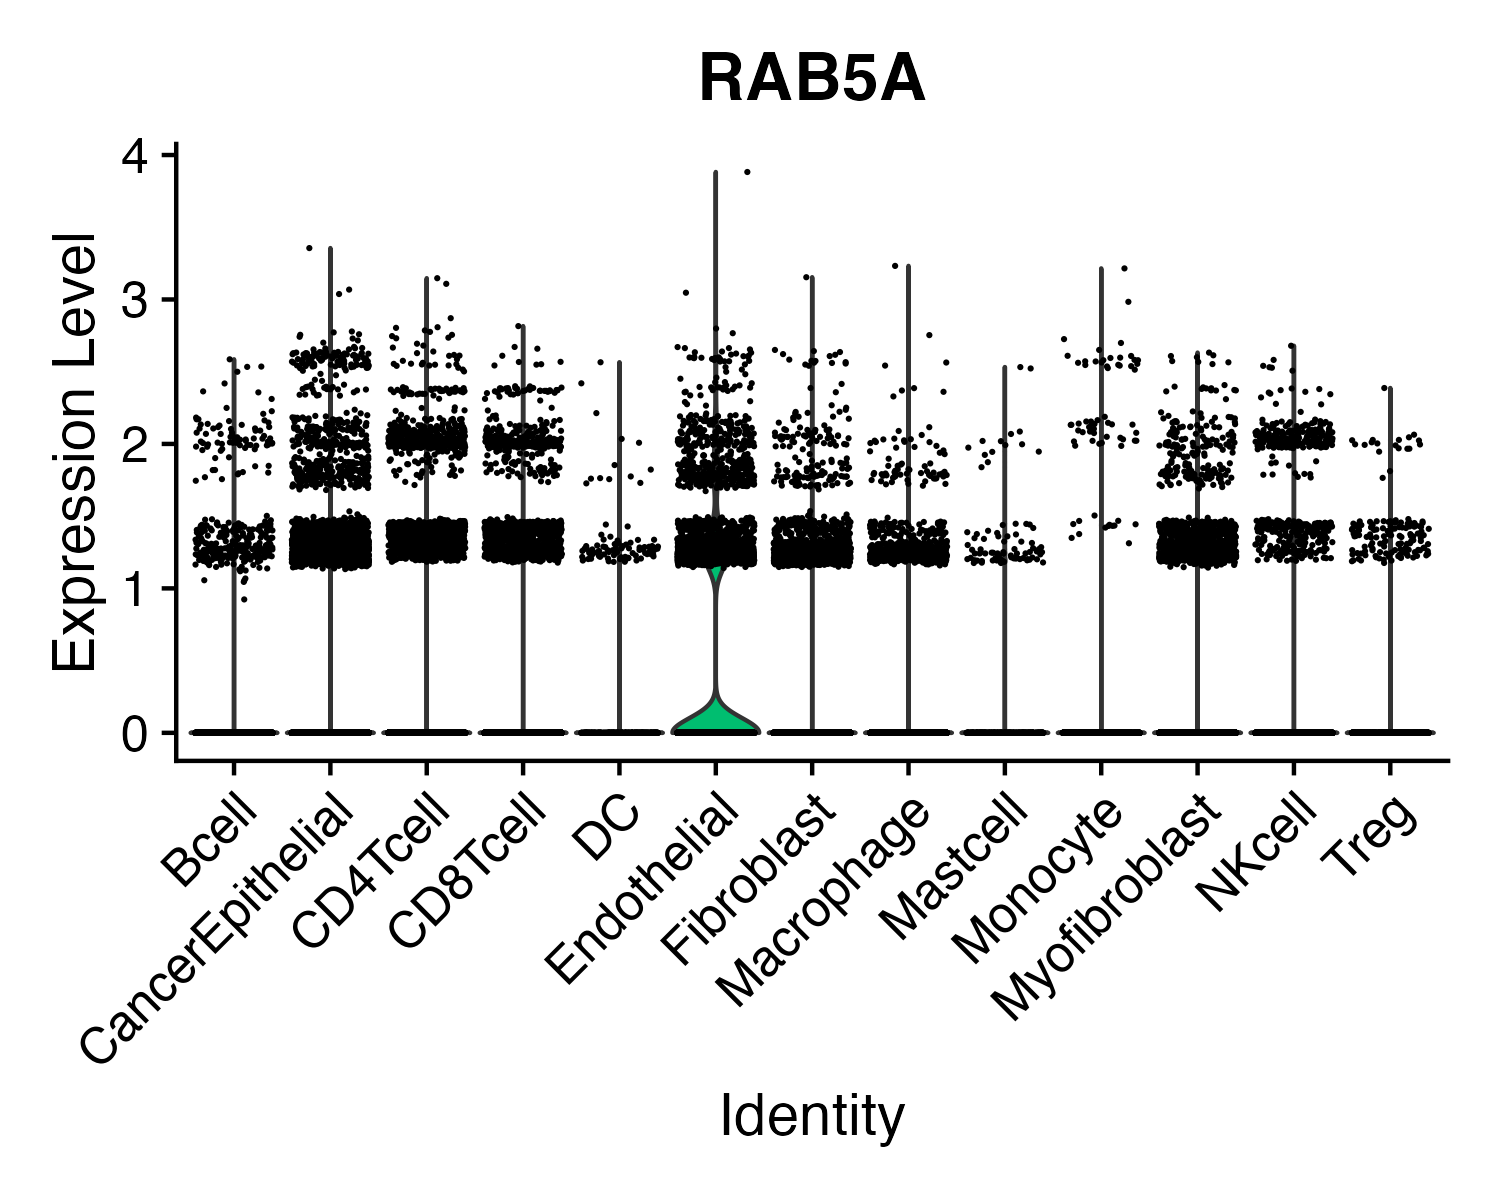 RAB5A
Expression Level
4
3
2
1
0
Bcell
CancerEpithelial
CD4Tcell
CD8Tcell
DC
Endothelial
Fibroblast
Macrophage
Mastcell
Monocyte
Myofibroblast
NKcell
Treg
Identity